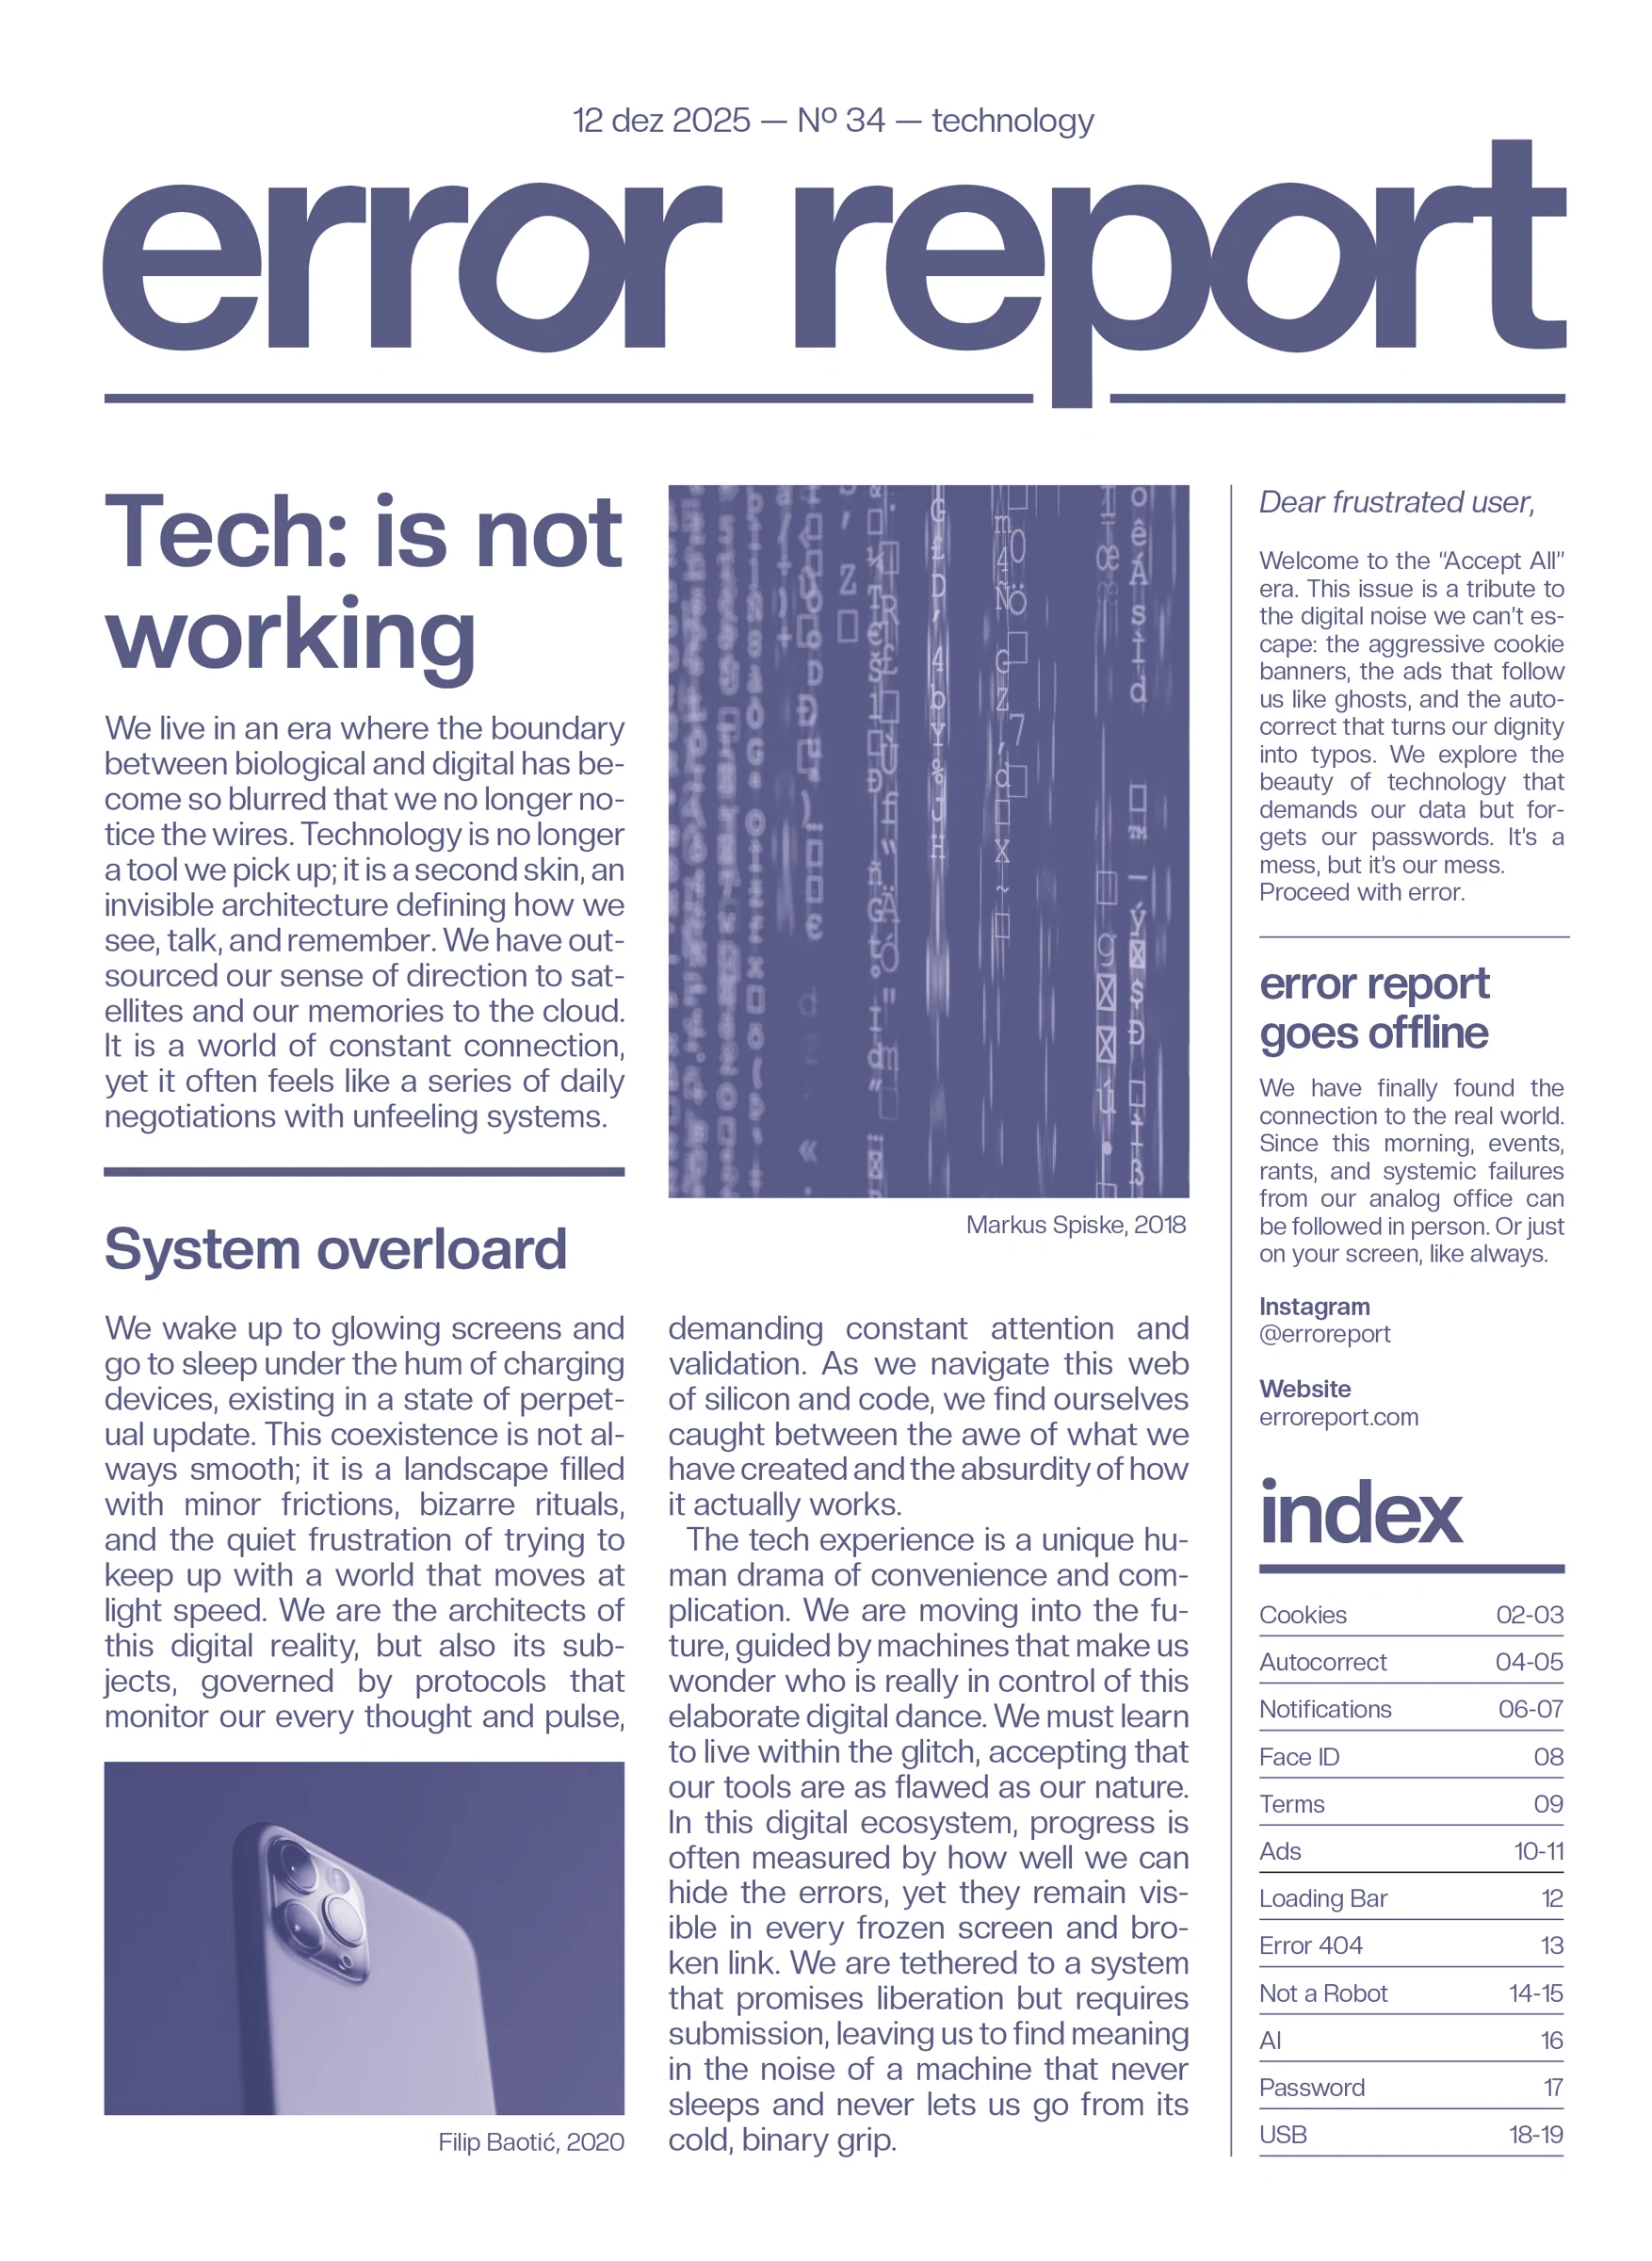 12 dez 2025 — Nº 34 — technology
error report
Tech: is not
working
We live in an era where the boundary
between biological and digital has be-
come so blurred that we no longer no-
tice the wires. Technology is no longer
a tool we pick up; it is a second skin, an
invisible architecture defining how we
see, talk, and remember. We have out-
sourced our sense of direction to sat-
ellites and our memories to the cloud.
It is a world of constant connection,
yet it often feels like a series of daily
negotiations with unfeeling systems.
Markus Spiske, 2018
System overloard
We wake up to glowing screens and
go to sleep under the hum of charging
devices, existing in a state of perpet-
ual update. This coexistence is not al-
ways smooth; it is a landscape filled
with minor frictions, bizarre rituals,
and the quiet frustration of trying to
keep up with a world that moves at
light speed. We are the architects of
this digital reality, but also its sub-
jects, governed by protocols that
monitor our every thought and pulse,
Filip Baotić, 2020
demanding constant attention and
validation. As we navigate this web
of silicon and code, we find ourselves
caught between the awe of what we
have created and the absurdity of how
it actually works.
The tech experience is a unique hu-
man drama of convenience and com-
plication. We are moving into the fu-
ture, guided by machines that make us
wonder who is really in control of this
elaborate digital dance. We must learn
to live within the glitch, accepting that
our tools are as flawed as our nature.
In this digital ecosystem, progress is
often measured by how well we can
hide the errors, yet they remain vis-
ible in every frozen screen and bro-
ken link. We are tethered to a system
that promises liberation but requires
submission, leaving us to find meaning
in the noise of a machine that never
sleeps and never lets us go from its
cold, binary grip.
Dear frustrated user,
Welcome to the “Accept All”
era. This issue is a tribute to
the digital noise we can’t es-
cape: the aggressive cookie
banners, the ads that follow
us like ghosts, and the auto-
correct that turns our dignity
into typos. We explore the
beauty of technology that
demands our data but for-
gets our passwords. It’s a
mess, but it’s our mess.
Proceed with error.
error report
goes offline
We have finally found the
connection to the real world.
Since this morning, events,
rants, and systemic failures
from our analog office can
be followed in person. Or just
on your screen, like always.
Instagram
@erroreport
Website
erroreport.com
index
Cookies 02-03
Autocorrect 04-05
Notifications 06-07
Face ID 08
Terms 09
Ads 10-11
Loading Bar 12
Error 404 13
Not a Robot 14-15
AI 16
Password 17
USB 18-19